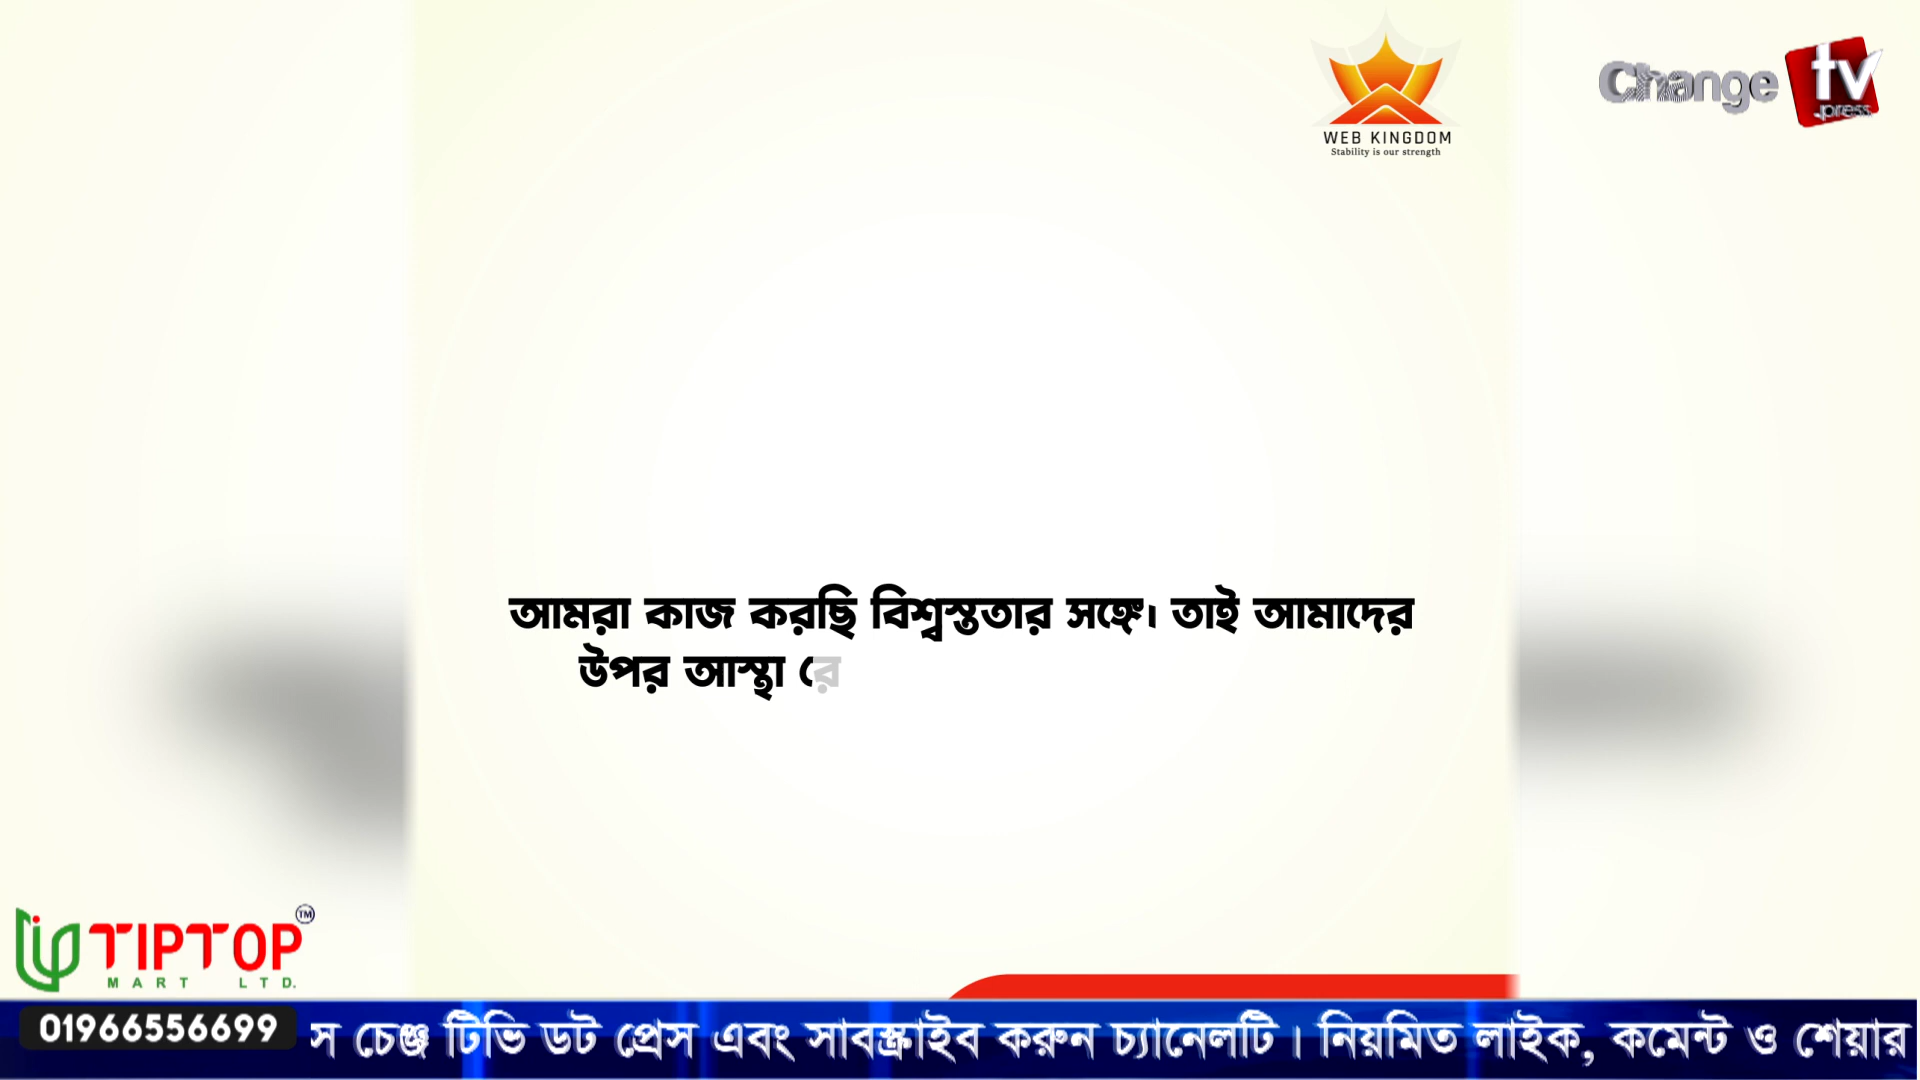 WEB KINGDOM
Stability is our strength
Change tv
.press
আমরা কাজ করছি বিশ্বস্ততার সঙ্গে। তাই আমাদের
উপর আস্থা রে
TIPTOP TM
MART LTD.
01966556699
স চেঞ্জ টিভি ডট প্রেস এবং সাবস্ক্রাইব করুন চ্যানেলটি। নিয়মিত লাইক, কমেন্ট ও শেয়ার